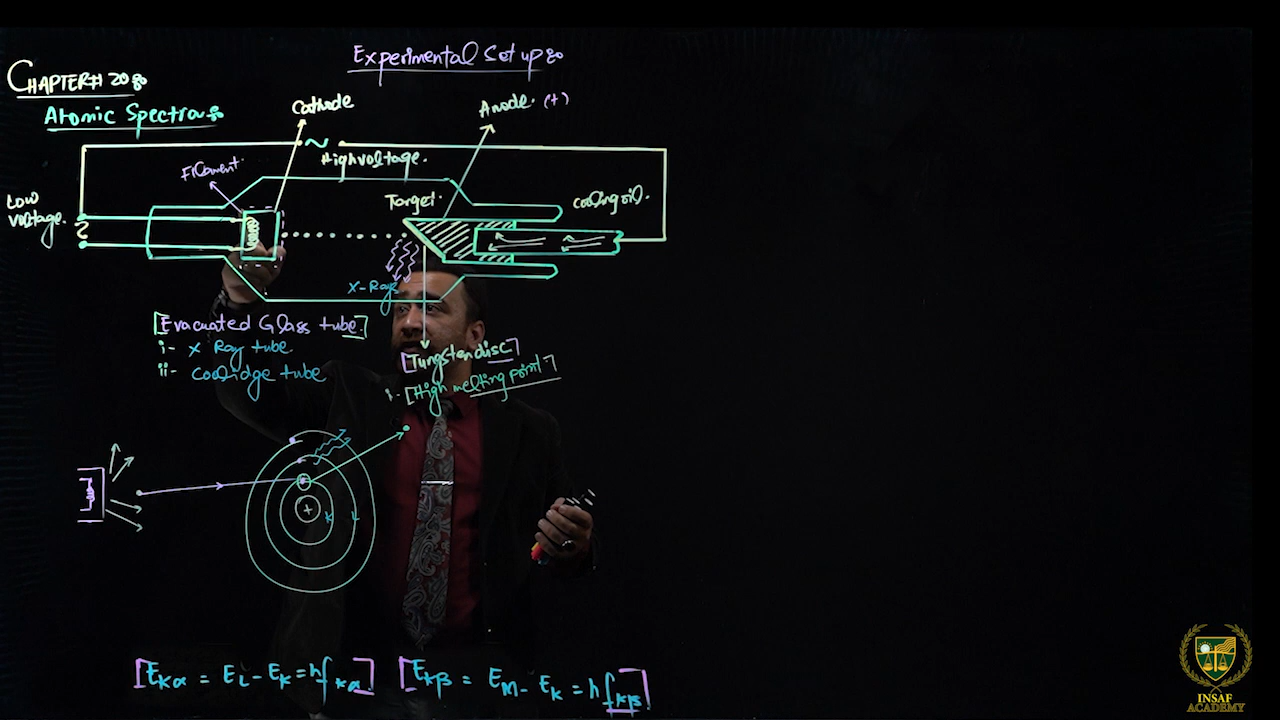 Experimental Set up:
CHAPTER# 20:
Atomic Spectra:
Cathode
Anode (+)
~
High voltage.
Filament.
Low
voltage.
Target.
cooling oil.
X-Rays
[Evacuated Glass tube.]
i- X Ray tube
ii- Coolidge tube
[Tungsten disc]
i- [High melting point]
+
K
L
[EKα = EL - EK = hfKα]
[EKβ = EM - EK = hfKβ]
INSAF
ACADEMY